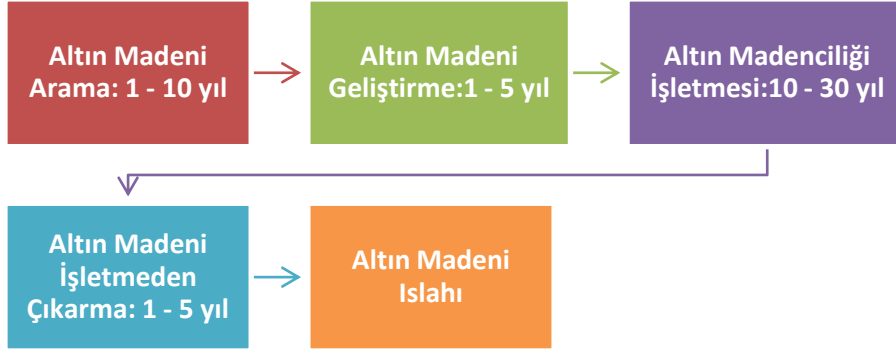 Altın Madeni
Arama: 1 - 10 yıl
Altın Madeni
Geliştirme:1 - 5 yıl
Altın Madenciliği
İşletmesi:10 - 30 yıl
Altın Madeni
İşletmeden
Çıkarma: 1 - 5 yıl
Altın Madeni
Islahı